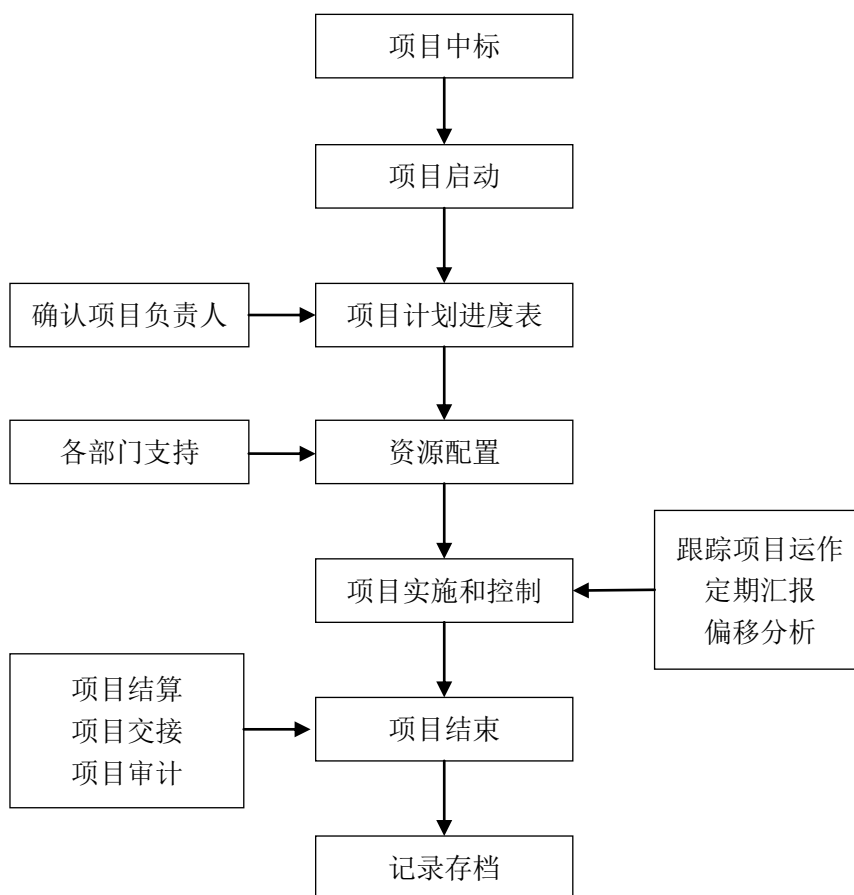 项目中标
项目启动
确认项目负责人
项目计划进度表
各部门支持
资源配置
项目实施和控制
跟踪项目运作
定期汇报
偏移分析
项目结算
项目交接
项目审计
项目结束
记录存档